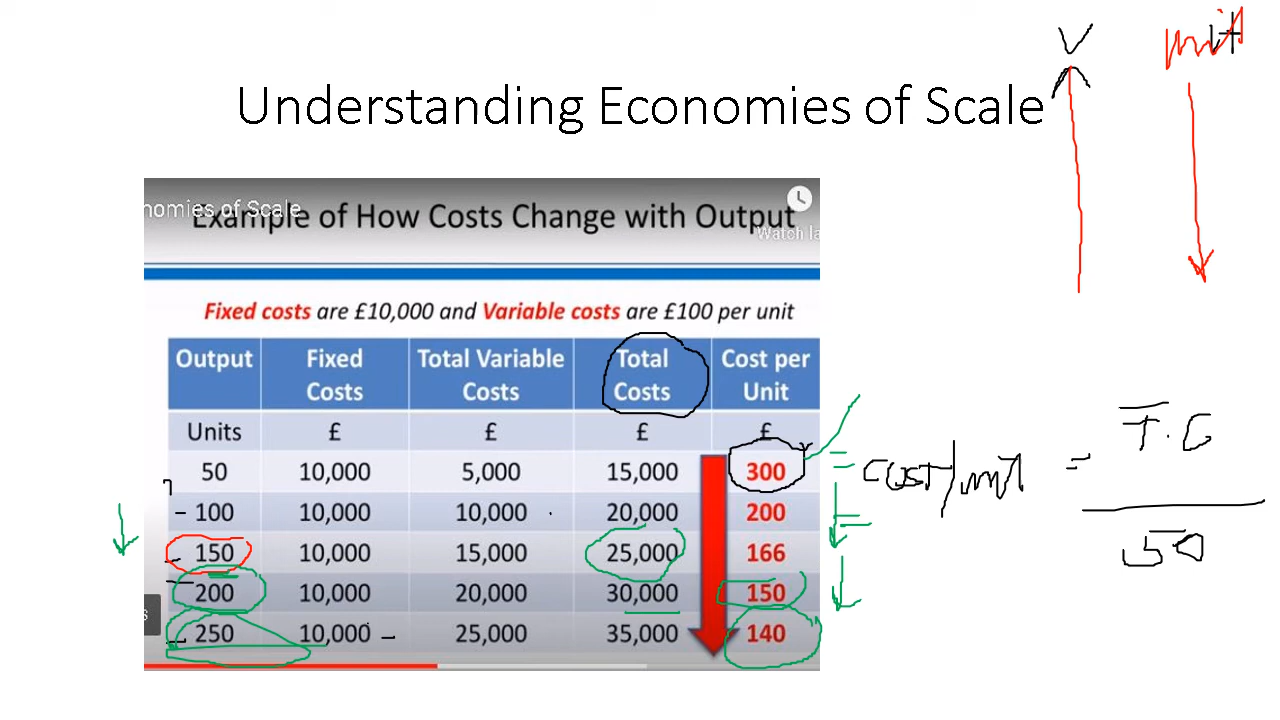 V unit
Understanding Economies of Scale
nomies of Scale
Example of How Costs Change with Output
Watch la
Fixed costs are £10,000 and Variable costs are £100 per unit
Output Fixed Costs Total Variable Costs Total Costs Cost per Unit
Units £ £ £ £
50 10,000 5,000 15,000 300
100 10,000 10,000 20,000 200
150 10,000 15,000 25,000 166
200 10,000 20,000 30,000 150
250 10,000 25,000 35,000 140
s
cost/unit = T.C
50